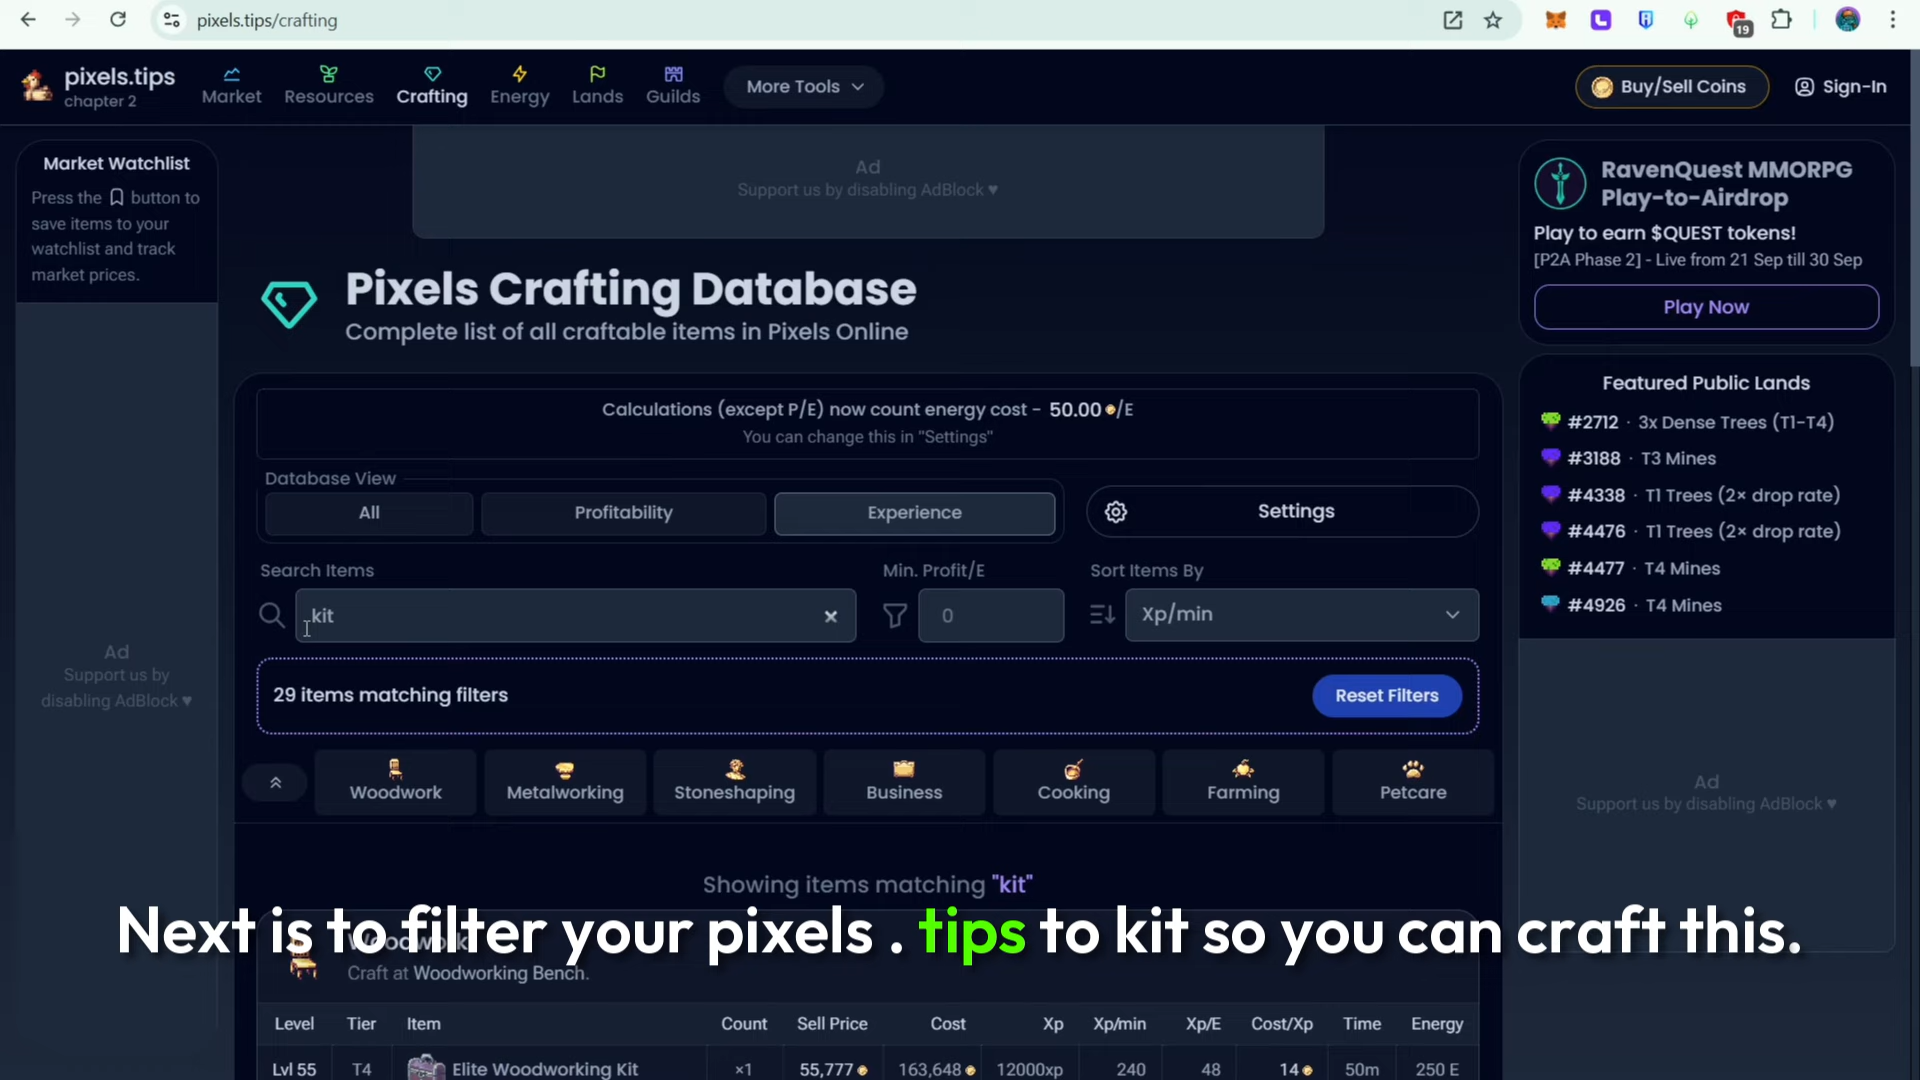 pixels.tips/crafting
19
pixels.tips
chapter 2
Market
Resources
Crafting
Energy
Lands
Guilds
More Tools
Buy/Sell Coins
Sign-In
Market Watchlist
Press the button to
save items to your
watchlist and track
market prices.
Ad
Support us by disabling AdBlock ♥
RavenQuest MMORPG
Play-to-Airdrop
Play to earn $QUEST tokens!
[P2A Phase 2] - Live from 21 Sep till 30 Sep
Play Now
Pixels Crafting Database
Complete list of all craftable items in Pixels Online
Featured Public Lands
#2712 · 3x Dense Trees (T1-T4)
#3188 · T3 Mines
#4338 · T1 Trees (2× drop rate)
#4476 · T1 Trees (2× drop rate)
#4477 · T4 Mines
#4926 · T4 Mines
Calculations (except P/E) now count energy cost - 50.00 /E
You can change this in "Settings"
Database View
All
Profitability
Experience
Settings
Search Items
Min. Profit/E
Sort Items By
kit
0
Xp/min
29 items matching filters
Reset Filters
Ad
Support us by
disabling AdBlock ♥
Woodwork
Metalworking
Stoneshaping
Business
Cooking
Farming
Petcare
Ad
Support us by disabling AdBlock ♥
Showing items matching "kit"
Next is to filter your pixels . tips to kit so you can craft this.
Woodwork
Craft at Woodworking Bench.
Level Tier Item Count Sell Price Cost Xp Xp/min Xp/E Cost/Xp Time Energy
Lvl 55 T4 Elite Woodworking Kit ×1 55,777 163,648 12000xp 240 48 14 50m 250 E